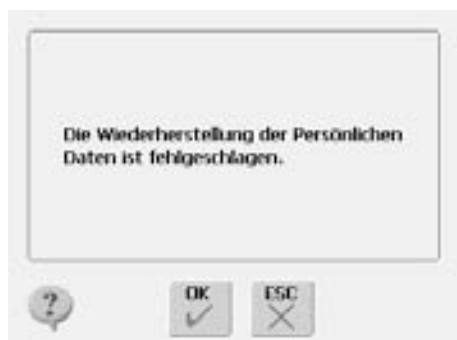 Die Wiederherstellung der Persönlichen
Daten ist fehlgeschlagen.
? OK ESC